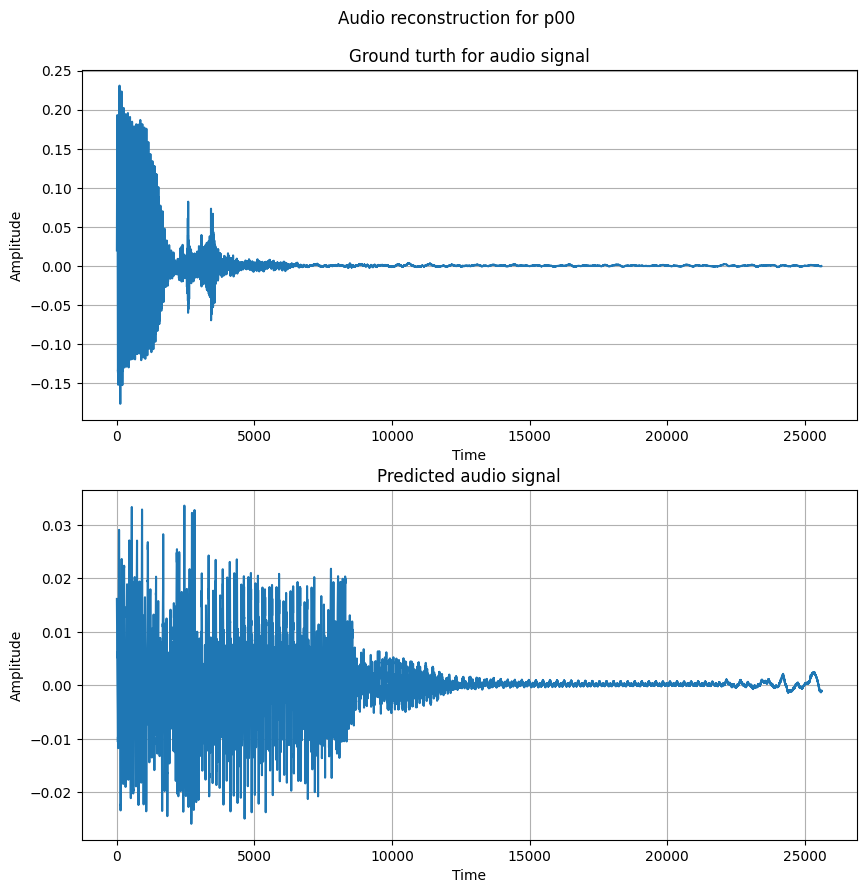 Audio reconstruction for p00
Ground turth for audio signal
0.25
0.20
0.15
0.10
0.05
0.00
−0.05
−0.10
−0.15
Amplitude
0 5000 10000 15000 20000 25000
Time
Predicted audio signal
0.03
0.02
0.01
0.00
−0.01
−0.02
Amplitude
0 5000 10000 15000 20000 25000
Time